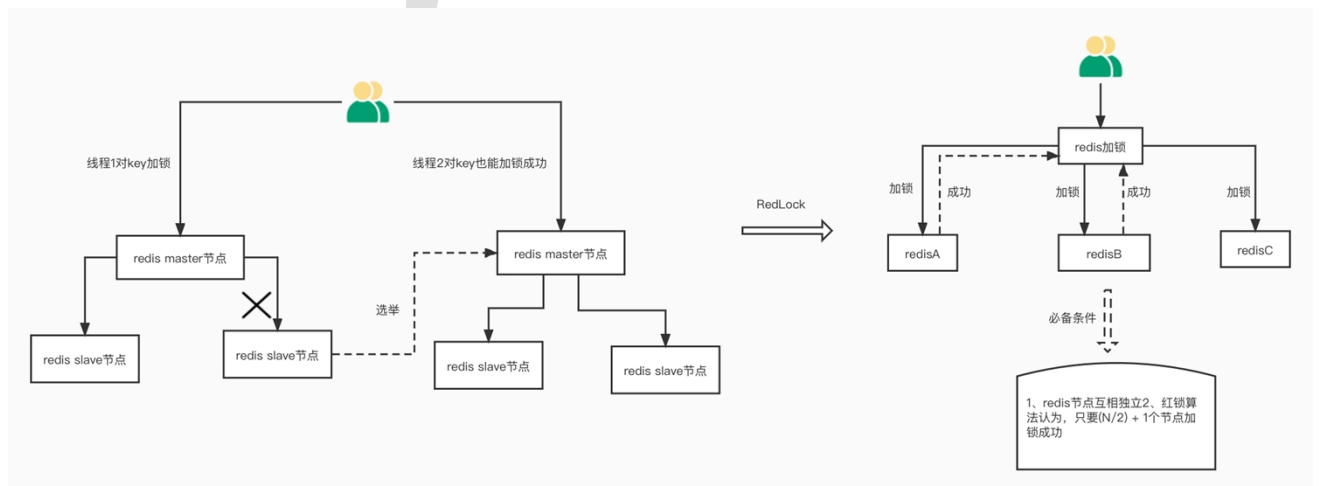 线程1对key加锁
线程2对key也能加锁成功
redis master节点
redis master节点
选举
redis slave节点
redis slave节点
redis slave节点
redis slave节点
RedLock
redis加锁
加锁
成功
加锁
成功
加锁
redisA
redisB
redisC
必备条件
1、redis节点互相独立2、红锁算
法认为，只要(N/2) + 1个节点加
锁成功